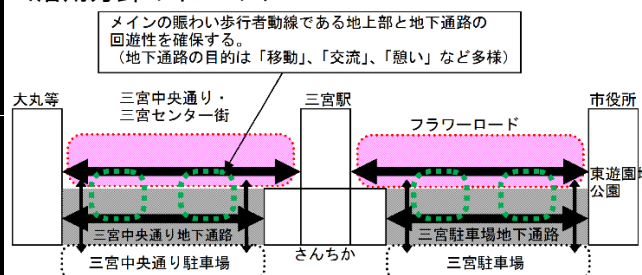 メインの賑わい歩行者動線である地上部と地下通路の
回遊性を確保する。
（地下通路の目的は「移動」、「交流」、「憩い」など多様）
大丸等
三宮中央通り・
三宮センター街
三宮駅
フラワーロード
市役所
東遊園地
公園
三宮中央通り地下通路
三宮駐車場地下通路
さんちか
三宮中央通り駐車場
三宮駐車場